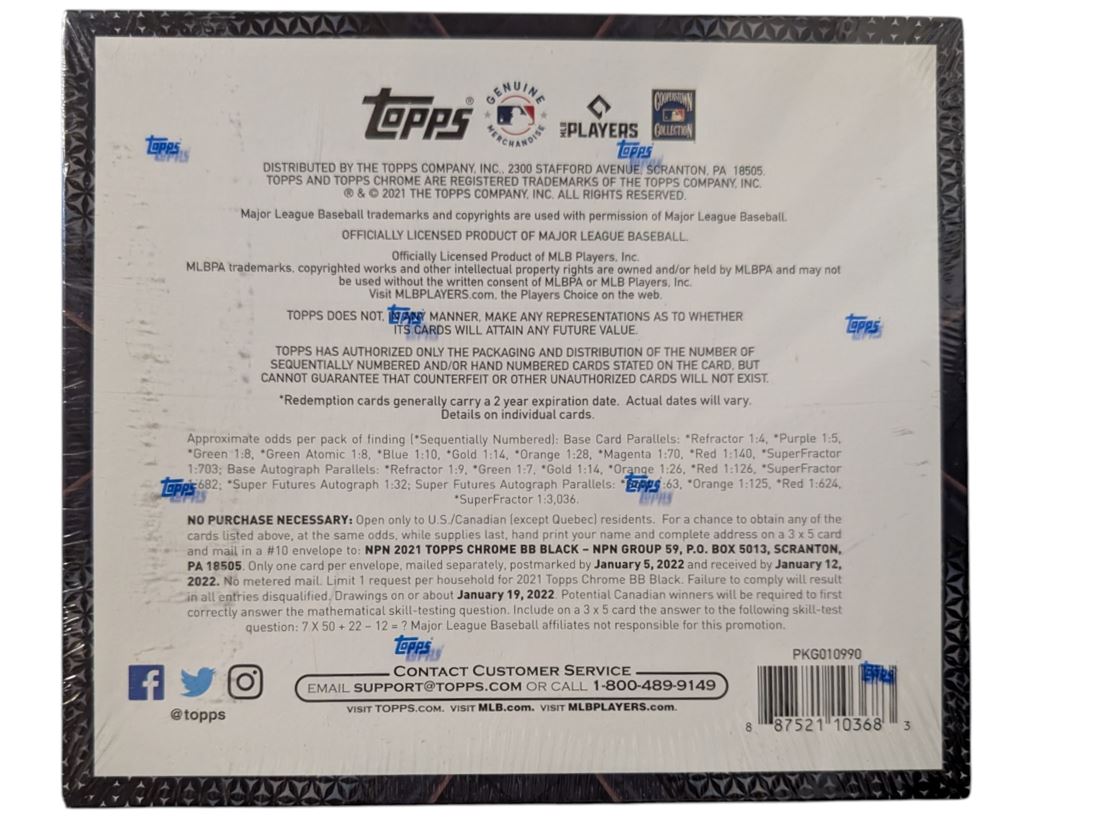 topps®
GENUINE MERCHANDISE
MLB PLAYERS
COOPERSTOWN COLLECTION
topps
topps
DISTRIBUTED BY THE TOPPS COMPANY, INC., 2300 STAFFORD AVENUE, SCRANTON, PA 18505.
TOPPS AND TOPPS CHROME ARE REGISTERED TRADEMARKS OF THE TOPPS COMPANY, INC.
® & © 2021 THE TOPPS COMPANY, INC. ALL RIGHTS RESERVED.
Major League Baseball trademarks and copyrights are used with permission of Major League Baseball.
OFFICIALLY LICENSED PRODUCT OF MAJOR LEAGUE BASEBALL.
Officially Licensed Product of MLB Players, Inc.
MLBPA trademarks, copyrighted works and other intellectual property rights are owned and/or held by MLBPA and may not
be used without the written consent of MLBPA or MLB Players, Inc.
Visit MLBPLAYERS.com, the Players Choice on the web.
TOPPS DOES NOT, IN ANY MANNER, MAKE ANY REPRESENTATIONS AS TO WHETHER
ITS CARDS WILL ATTAIN ANY FUTURE VALUE.
topps
topps
TOPPS HAS AUTHORIZED ONLY THE PACKAGING AND DISTRIBUTION OF THE NUMBER OF
SEQUENTIALLY NUMBERED AND/OR HAND NUMBERED CARDS STATED ON THE CARD, BUT
CANNOT GUARANTEE THAT COUNTERFEIT OR OTHER UNAUTHORIZED CARDS WILL NOT EXIST.
*Redemption cards generally carry a 2 year expiration date. Actual dates will vary.
Details on individual cards.
Approximate odds per pack of finding (*Sequentially Numbered): Base Card Parallels: *Refractor 1:4, *Purple 1:5,
*Green 1:8, *Green Atomic 1:8, *Blue 1:10, *Gold 1:14, *Orange 1:28, *Magenta 1:70, *Red 1:140, *SuperFractor
1:703; Base Autograph Parallels: *Refractor 1:9, *Green 1:7, *Gold 1:14, *Orange 1:26, *Red 1:126, *SuperFractor
:682; *Super Futures Autograph 1:32; Super Futures Autograph Parallels: :63, *Orange 1:125, *Red 1:624,
*SuperFractor 1:3,036.
topps
topps
NO PURCHASE NECESSARY: Open only to U.S./Canadian (except Quebec) residents. For a chance to obtain any of the
cards listed above, at the same odds, while supplies last, hand print your name and complete address on a 3 x 5 card
and mail in a #10 envelope to: NPN 2021 TOPPS CHROME BB BLACK – NPN GROUP 59, P.O. BOX 5013, SCRANTON,
PA 18505. Only one card per envelope, mailed separately, postmarked by January 5, 2022 and received by January 12,
2022. No metered mail. Limit 1 request per household for 2021 Topps Chrome BB Black. Failure to comply will result
in all entries disqualified. Drawings on or about January 19, 2022. Potential Canadian winners will be required to first
correctly answer the mathematical skill-testing question. Include on a 3 x 5 card the answer to the following skill-test
question: 7 X 50 + 22 – 12 = ? Major League Baseball affiliates not responsible for this promotion.
topps
@topps
CONTACT CUSTOMER SERVICE
EMAIL SUPPORT@TOPPS.COM OR CALL 1-800-489-9149
VISIT TOPPS.COM. VISIT MLB.com. VISIT MLBPLAYERS.com.
PKG010990
topps
8 87521 10368 3